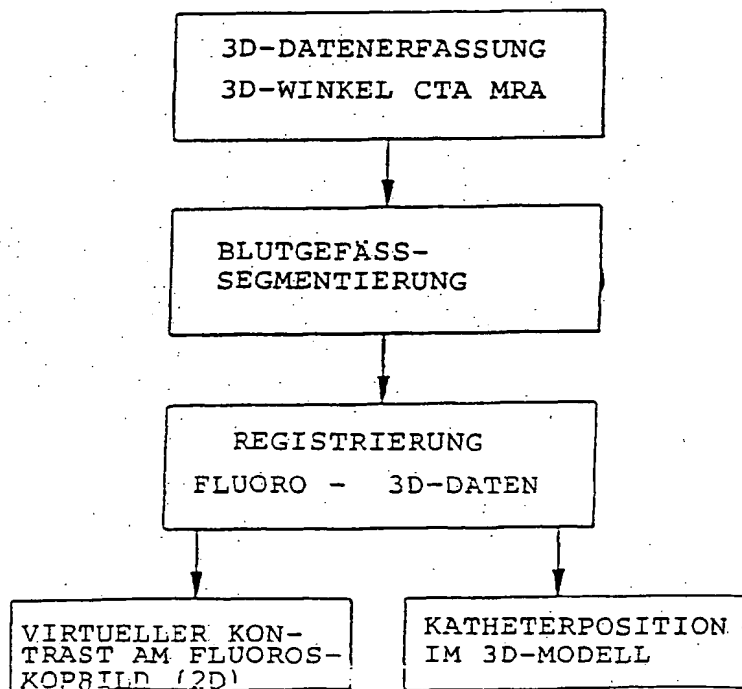 3D-DATENERFASSUNG
3D-WINKEL CTA MRA
BLUTGEFÄSS-
SEGMENTIERUNG
REGISTRIERUNG
FLUORO - 3D-DATEN
VIRTUELLER KON-
TRAST AM FLUOROS-
KOPBILD (2D)
KATHETERPOSITION
IM 3D-MODELL